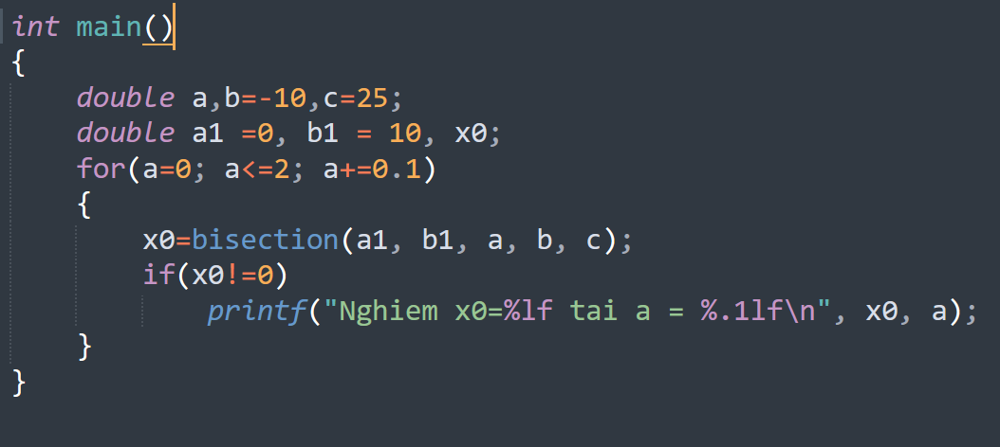 int main()
{
    double a,b=-10,c=25;
    double a1 =0, b1 = 10, x0;
    for(a=0; a<=2; a+=0.1)
    {
        x0=bisection(a1, b1, a, b, c);
        if(x0!=0)
            printf("Nghiem x0=%lf tai a = %.1lf\n", x0, a);
    }
}